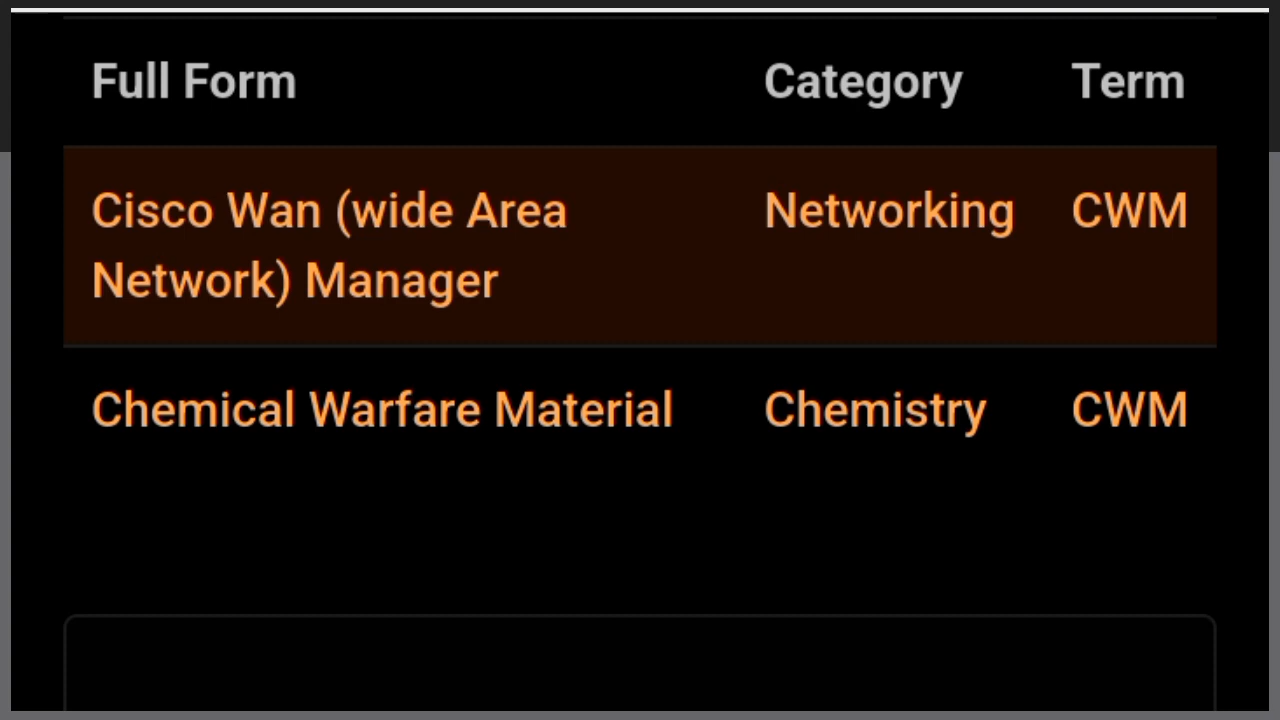 Full Form Category Term
Cisco Wan (wide Area Networking CWM
Network) Manager
Chemical Warfare Material Chemistry CWM